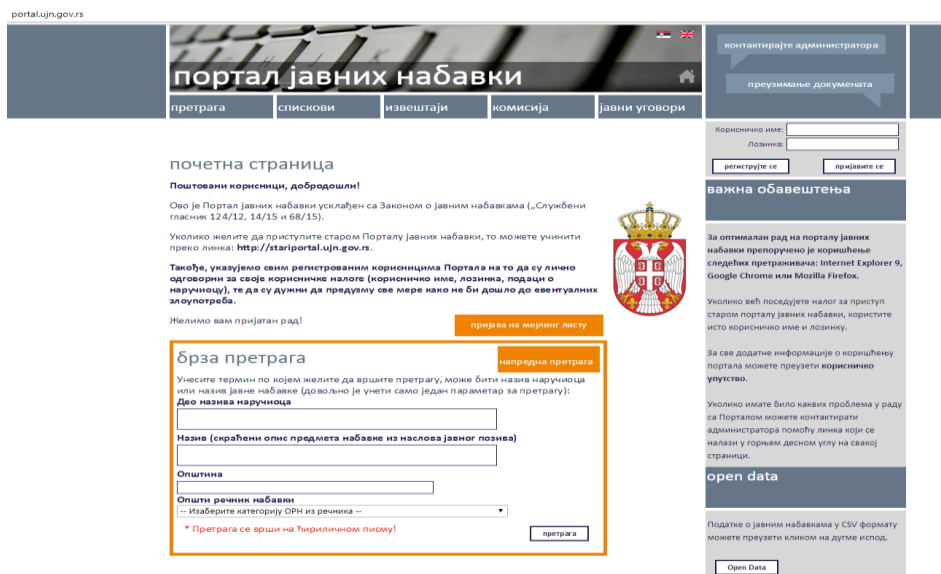 portal.ujn.gov.rs
контактирајте администратора
портал јавних набавки
преузимање докумената
претрага
спискови
извештаји
комисија
јавни уговори
Корисничко име:
Лозинка:
региструјте се
пријавите се
почетна страница
Поштовани корисници, добродошли!
Ово је Портал јавних набавки усклађен са Законом о јавним набавкама („Службени
гласник 124/12, 14/15 и 68/15).
Уколико желите да приступите старом Порталу јавних набавки, то можете учинити
преко линка: http://stariportal.ujn.gov.rs.
Такође, указујемо свим регистрованим корисницима Портала на то да су лично
одговорни за своје корисничке налоге (корисничко име, лозинка, подаци о
наручиоцу), те да су дужни да предузму све мере како не би дошло до евентуалних
злоупотреба.
Желимо вам пријатан рад!
пријава на мејлинг листу
брза претрага
напредна претрага
Унесите термин по којем желите да вршите претрагу, може бити назив наручиоца
или назив јавне набавке (довољно је унети само један параметар за претрагу):
Део назива наручиоца
Назив (скраћени опис предмета набавке из наслова јавног позива)
Општина
Општи речник набавки
-- Изаберите категорију ОРН из речника --
* Претрага се врши на ћириличном писму!
претрага
важна обавештења
За оптималан рад на порталу јавних
набавки препоручено је коришћење
следећих претраживача: Internet Explorer 9,
Google Chrome или Mozilla Firefox.
Уколико већ поседујете налог за приступ
старом порталу јавних набавки, користите
исто корисничко име и лозинку.
За све додатне информације о коришћењу
портала можете преузети корисничко
упутство.
Уколико имате било каквих проблема у раду
са Порталом можете контактирати
администратора помоћу линка који се
налази у горњем десном углу на свакој
страници.
open data
Податке о јавним набавкама у CSV формату
можете преузети кликом на дугме испод.
Open Data